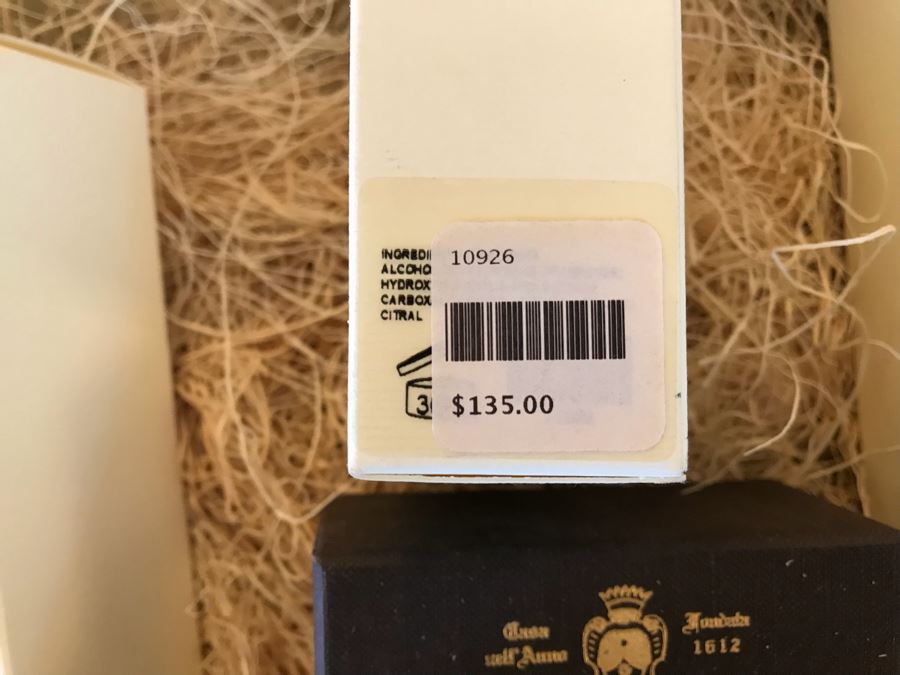 INGREDI
ALCOHO
HYDROX
CARBOX
CITRAL
10926
$135.00
Casa
nell'Anno
Fondata
1612